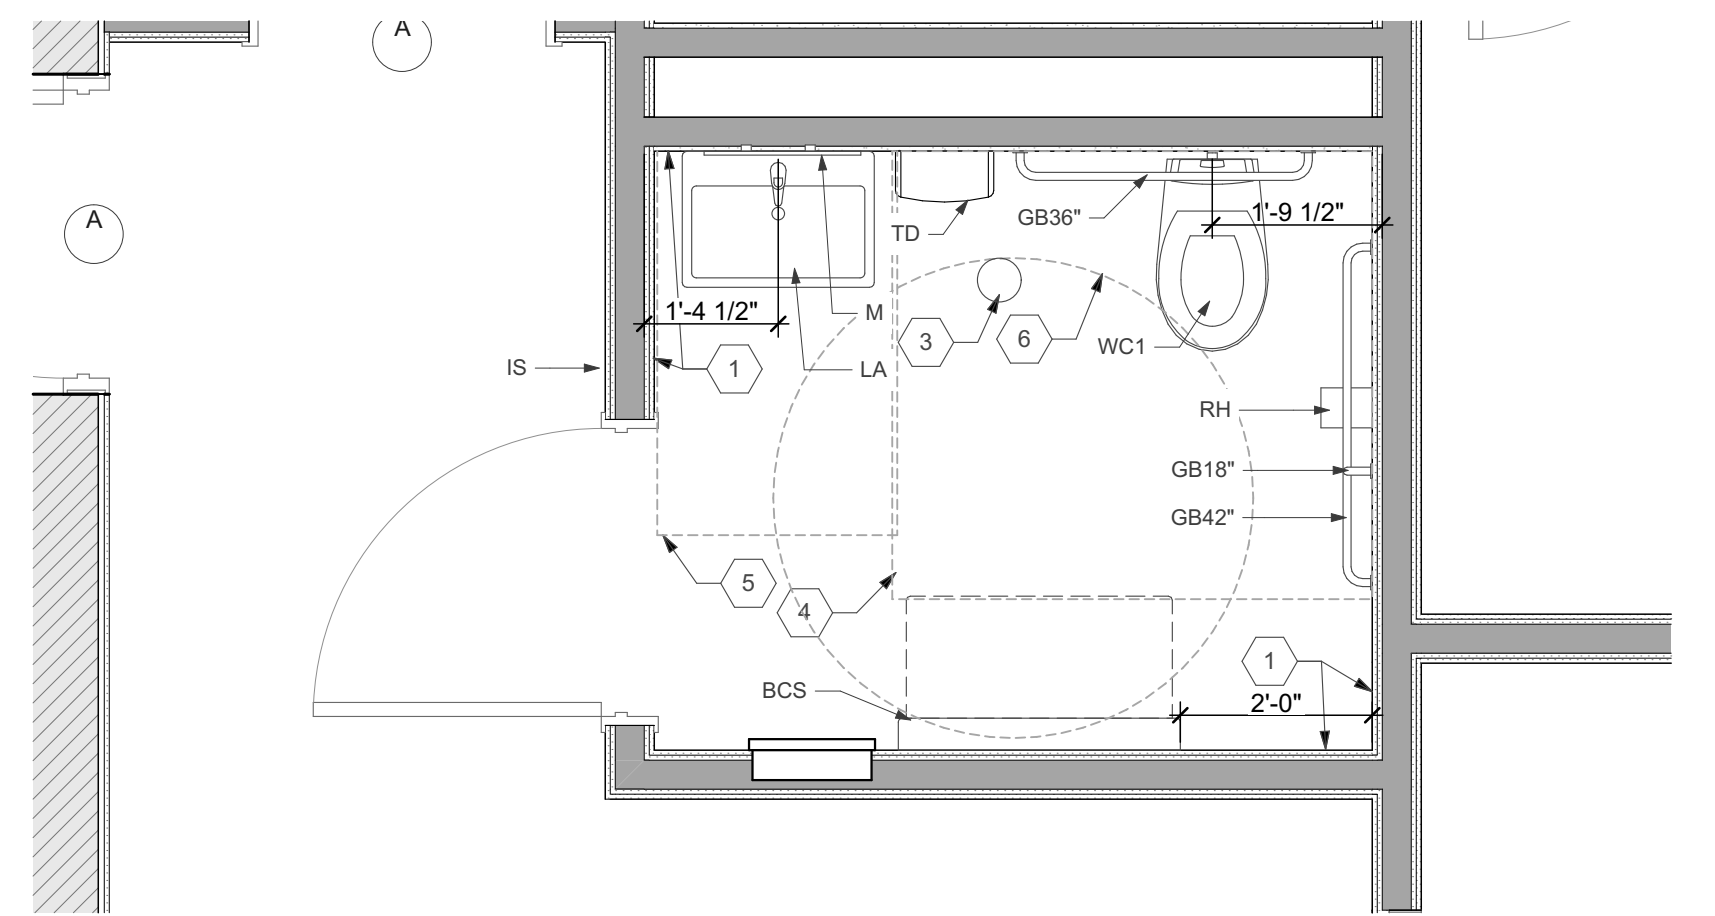 A
A
TD
GB36"
1'-9 1/2"
1'-4 1/2"
M
3
6
WC1
IS
1
LA
RH
GB18"
GB42"
5
4
1
BCS
2'-0"